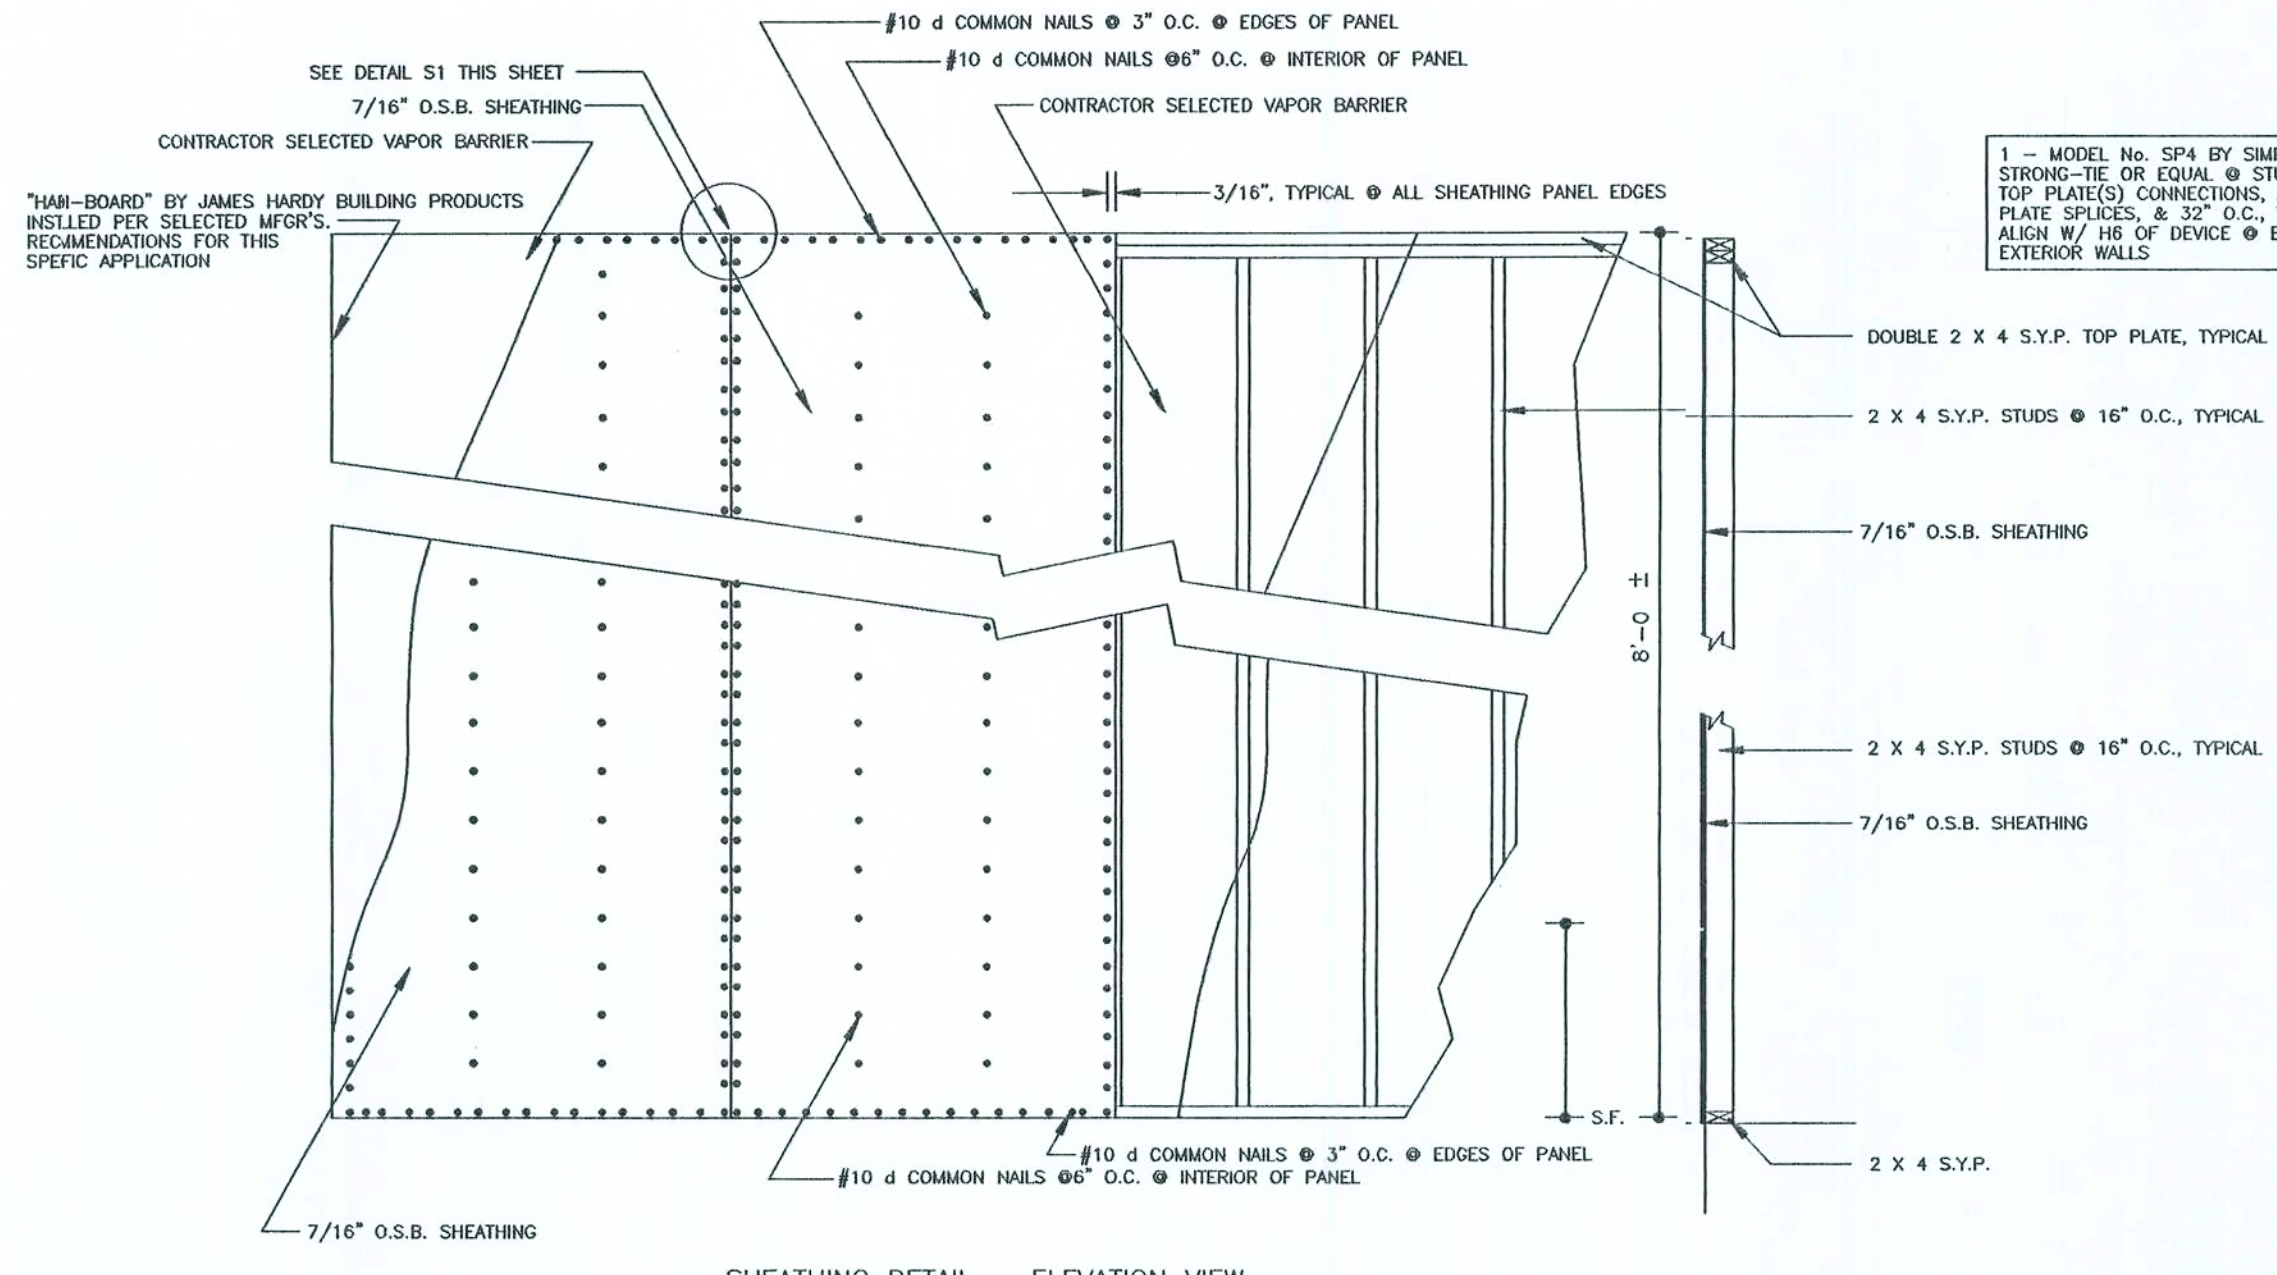 #10 d COMMON NAILS @ 3" O.C. @ EDGES OF PANEL
#10 d COMMON NAILS @6" O.C. @ INTERIOR OF PANEL
SEE DETAIL S1 THIS SHEET
7/16" O.S.B. SHEATHING
CONTRACTOR SELECTED VAPOR BARRIER
CONTRACTOR SELECTED VAPOR BARRIER
BY JAMES HARDY BUILDING PRODUCTS
INSTLLED PER SELECTED MFGR'S.
RECMMENDATIONS FOR THIS
SPEFIC APPLICATION
3/16", TYPICAL @ ALL SHEATHING PANEL EDGES
1 – MODEL No. SP4 BY
STRONG-TIE OR EQUAL @
TOP PLATE(S) CONNECTIONS,
PLATE SPLICES, & 32" O.C.,
ALIGN W/ H6 OF DEVICE @
EXTERIOR WALLS
DOUBLE 2 X 4 S.Y.P. TOP PLATE, TYPICAL
2 X 4 S.Y.P. STUDS @ 16" O.C., TYPICAL
7/16" O.S.B. SHEATHING
8'-0 ±
2 X 4 S.Y.P. STUDS @ 16" O.C., TYPICAL
7/16" O.S.B. SHEATHING
S.F.
2 X 4 S.Y.P.
#10 d COMMON NAILS @ 3" O.C. @ EDGES OF PANEL
#10 d COMMON NAILS @6" O.C. @ INTERIOR OF PANEL
7/16" O.S.B. SHEATHING
SHEATHING DETAIL – ELEVATION VIEW